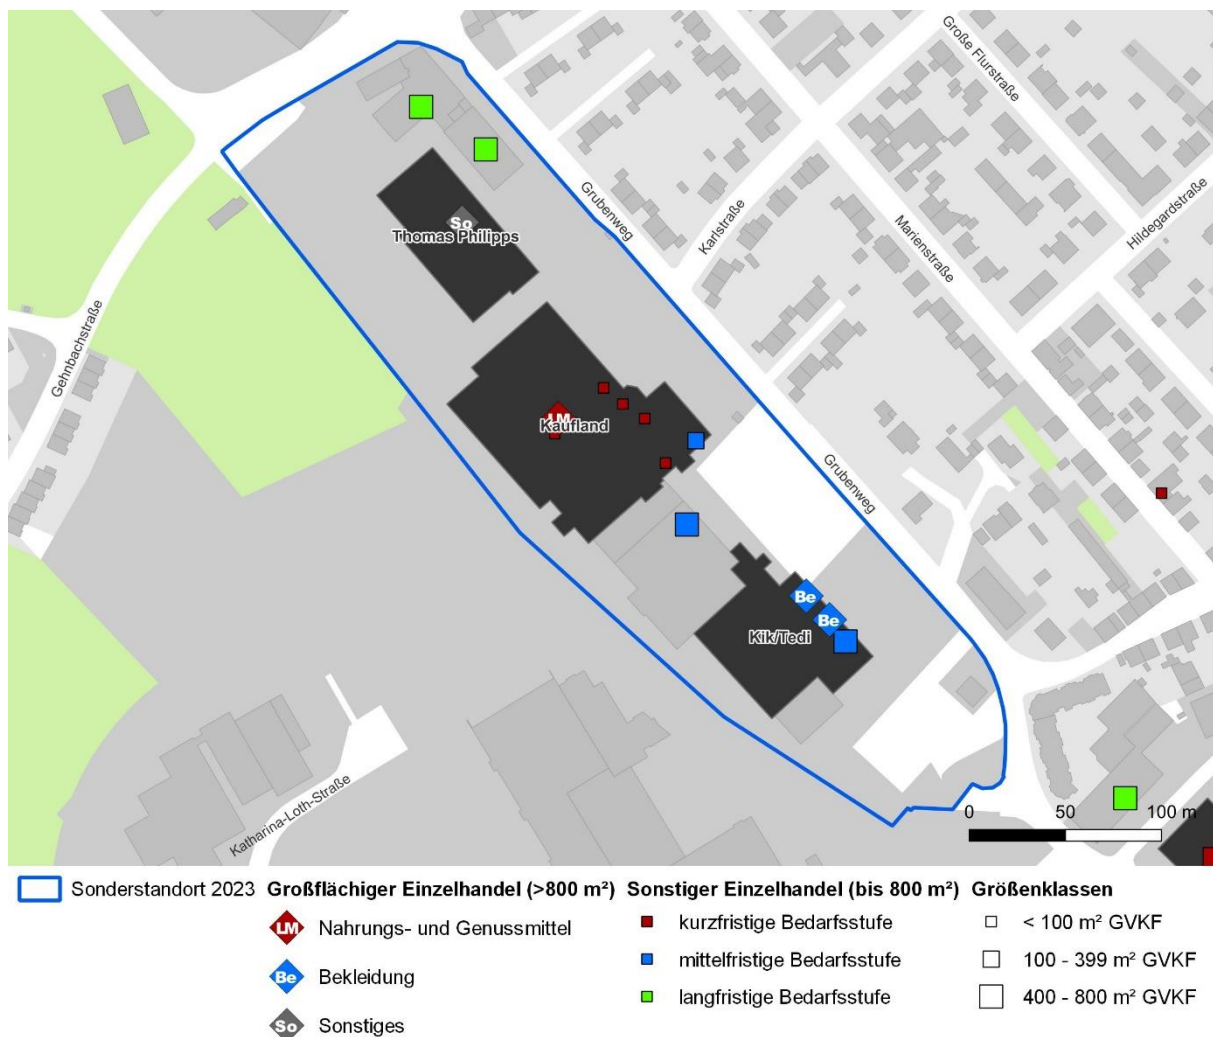 Große Flurstraße
Grubenweg
Karlstraße
Marienstraße
Hildegardstraße
So
Thomas Philipps
Gehnbachstraße
LM
Kaufland
Grubenweg
Be
Be
Kik/Tedi
Katharina-Loth-Straße
0 50 100 m
Sonderstandort 2023
Großflächiger Einzelhandel (>800 m²)
LM Nahrungs- und Genussmittel
Be Bekleidung
So Sonstiges
Sonstiger Einzelhandel (bis 800 m²)
kurzfristige Bedarfsstufe
mittelfristige Bedarfsstufe
langfristige Bedarfsstufe
Größenklassen
< 100 m² GVKF
100 - 399 m² GVKF
400 - 800 m² GVKF